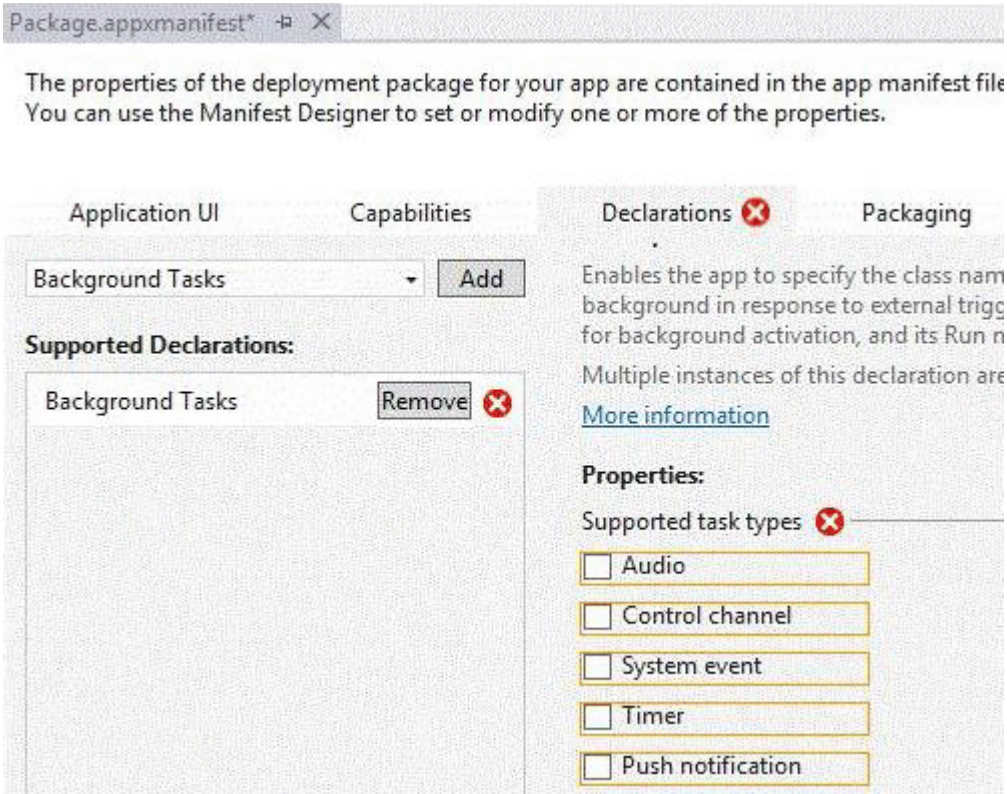 Package.appxmanifest*
The properties of the deployment package for your app are contained in the app manifest file
You can use the Manifest Designer to set or modify one or more of the properties.
Application UI Capabilities Declarations Packaging
Background Tasks Add
Enables the app to specify the class nam
background in response to external trigg
for background activation, and its Run n
Multiple instances of this declaration are
More information
Supported Declarations:
Background Tasks Remove
Properties:
Supported task types
Audio
Control channel
System event
Timer
Push notification